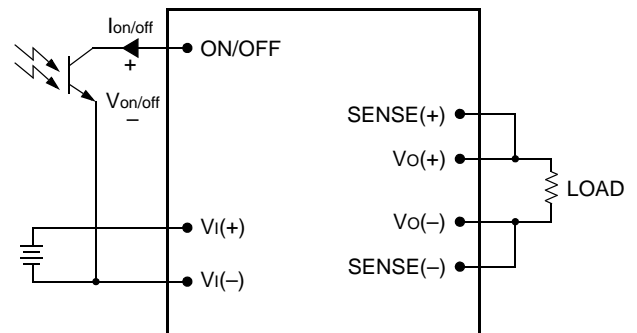 Ion/off
+
ON/OFF
Von/off
–
SENSE(+)
VO(+)
LOAD
VI(+)
VO(–)
VI(–)
SENSE(–)